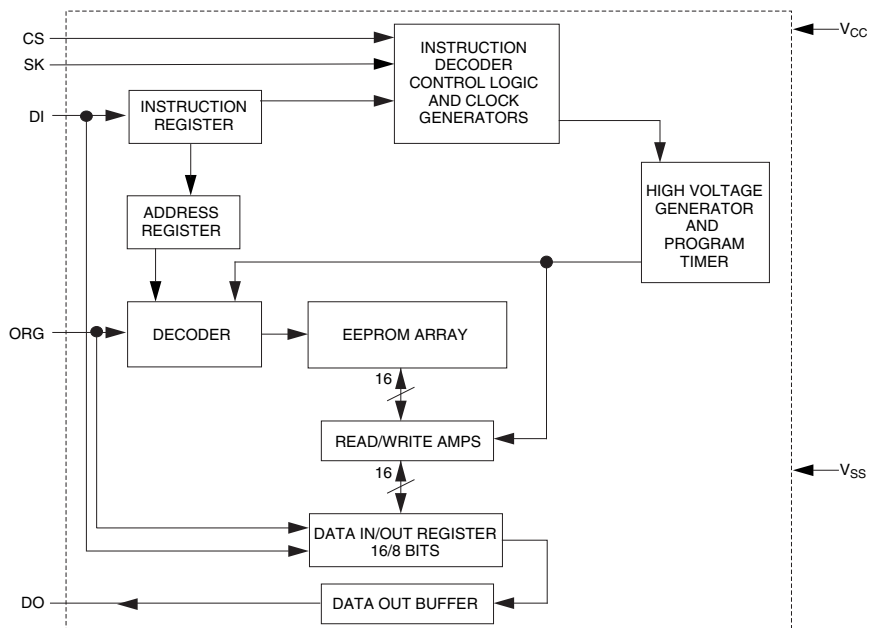 CS
SK
DI
ORG
DO
INSTRUCTION
REGISTER
ADDRESS
REGISTER
DECODER
INSTRUCTION
DECODER
CONTROL LOGIC
AND CLOCK
GENERATORS
HIGH VOLTAGE
GENERATOR
AND
PROGRAM
TIMER
EEPROM ARRAY
16
READ/WRITE AMPS
16
DATA IN/OUT REGISTER
16/8 BITS
DATA OUT BUFFER
VCC
VSS